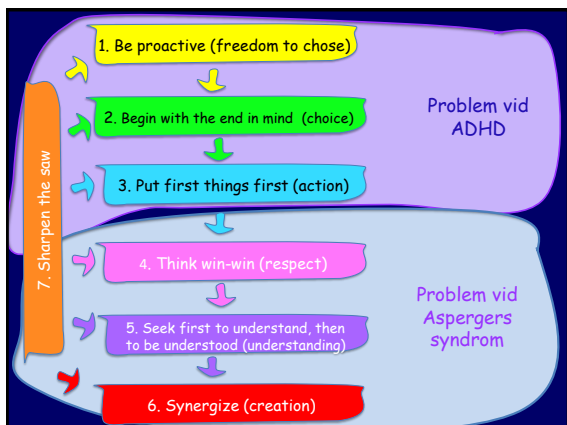 1. Be proactive (freedom to chose)
2. Begin with the end in mind (choice)
3. Put first things first (action)
Problem vid
ADHD
7. Sharpen the saw
4. Think win-win (respect)
5. Seek first to understand, then
to be understood (understanding)
6. Synergize (creation)
Problem vid
Aspergers
syndrom